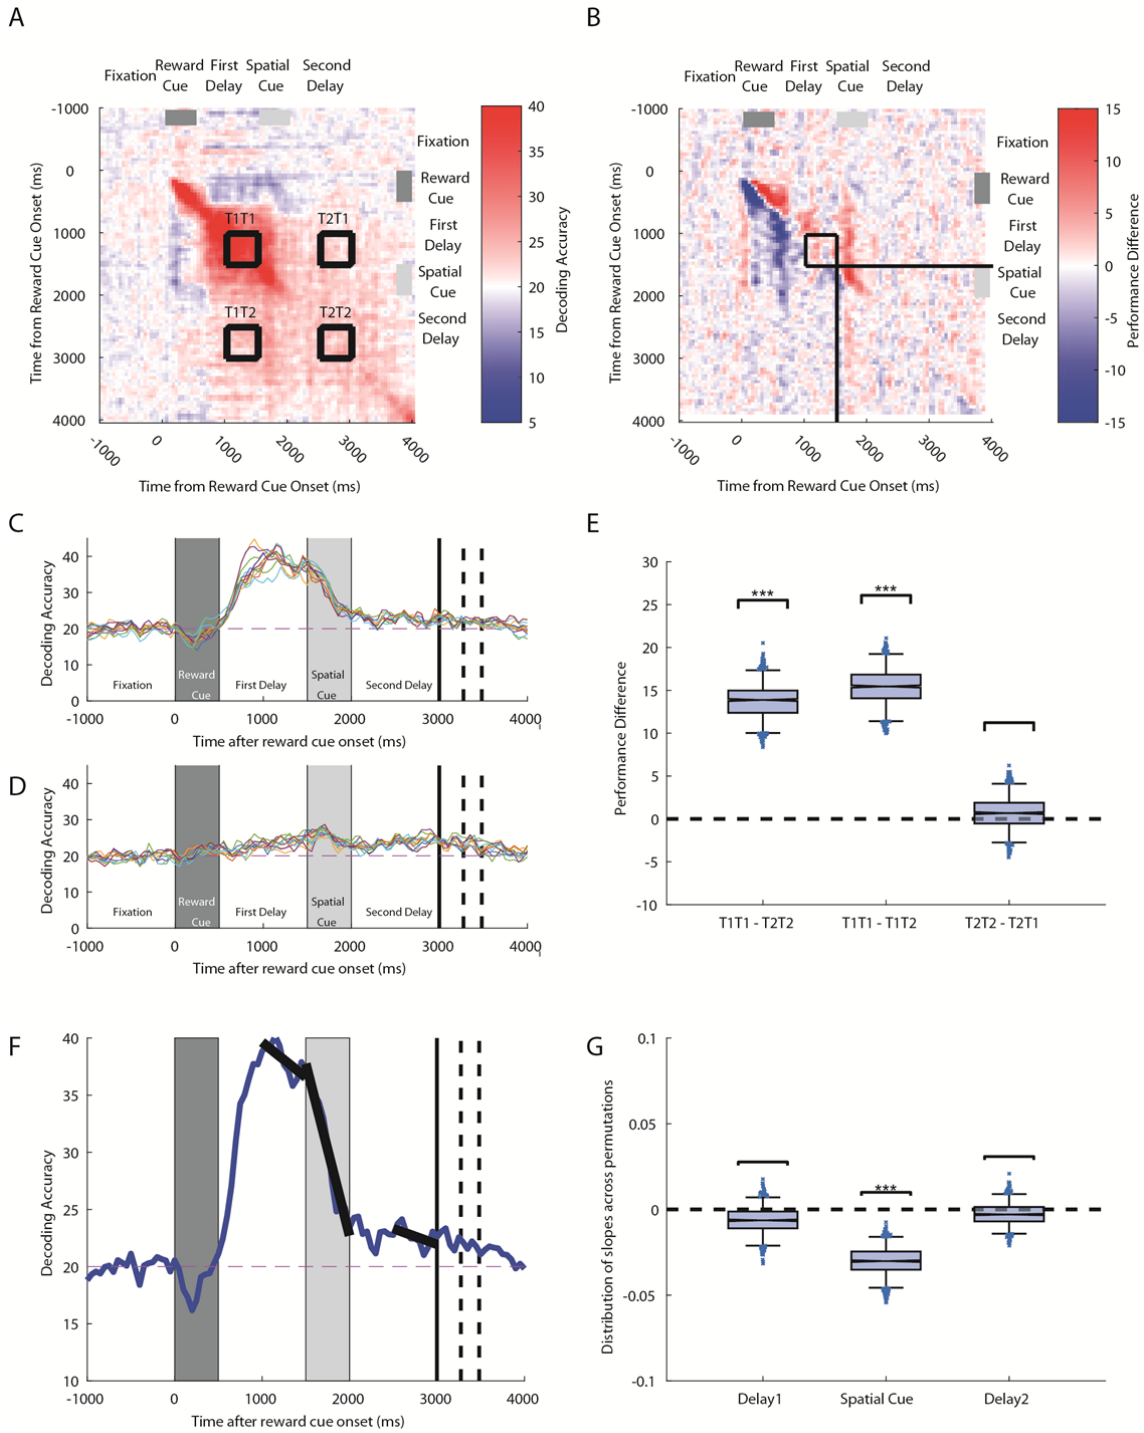 A
B
Reward First Spatial Second
Fixation Cue Delay Cue Delay
Reward First Spatial Second
Fixation Cue Delay Cue Delay
-1000
0
1000
2000
3000
4000
Time from Reward Cue Onset (ms)
T1T1
T2T1
T1T2
T2T2
Fixation
Reward
Cue
First
Delay
Spatial
Cue
Second
Delay
40
35
30
25
20
15
10
5
Decoding Accuracy
-1000 0 1000 2000 3000 4000
Time from Reward Cue Onset (ms)
-1000
0
1000
2000
3000
4000
Time from Reward Cue Onset (ms)
Fixation
Reward
Cue
First
Delay
Spatial
Cue
Second
Delay
15
10
5
0
-5
-10
-15
Performance Difference
-1000 0 1000 2000 3000 4000
Time from Reward Cue Onset (ms)
C
Decoding Accuracy
40
30
20
10
0
Fixation
Reward
Cue
First Delay
Spatial
Cue
Second Delay
-1000 0 1000 2000 3000 4000
Time after reward cue onset (ms)
D
Decoding Accuracy
40
30
20
10
0
Fixation
Reward
Cue
First Delay
Spatial
Cue
Second Delay
-1000 0 1000 2000 3000 4000
Time after reward cue onset (ms)
E
Performance Difference
30
25
20
15
10
5
0
-5
-10
***
***
T1T1 - T2T2 T1T1 - T1T2 T2T2 - T2T1
F
Decoding Accuracy
40
35
30
25
20
15
10
-1000 0 1000 2000 3000 4000
Time after reward cue onset (ms)
G
Distribution of slopes across permutations
0.1
0.05
0
-0.05
-0.1
***
Delay1 Spatial Cue Delay2